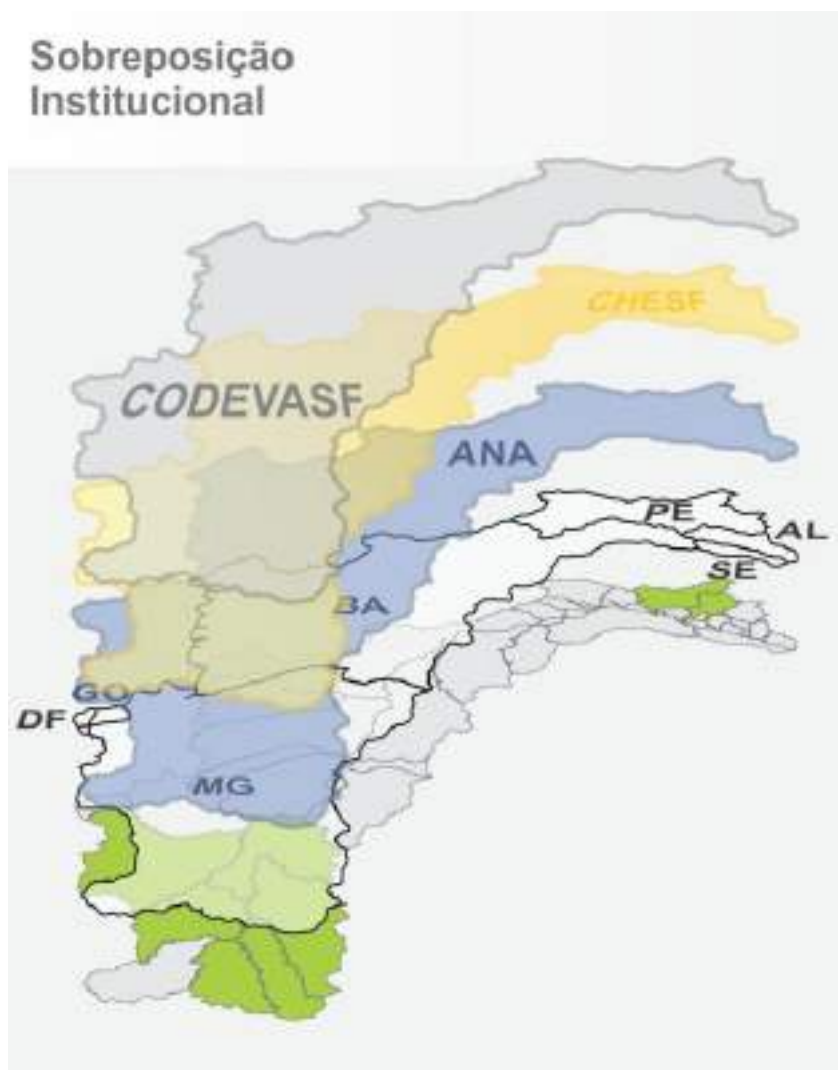 Sobreposição
Institucional
CHESF
CODEVASF
ANA
PE
AL
SE
BA
GO
DF
MG